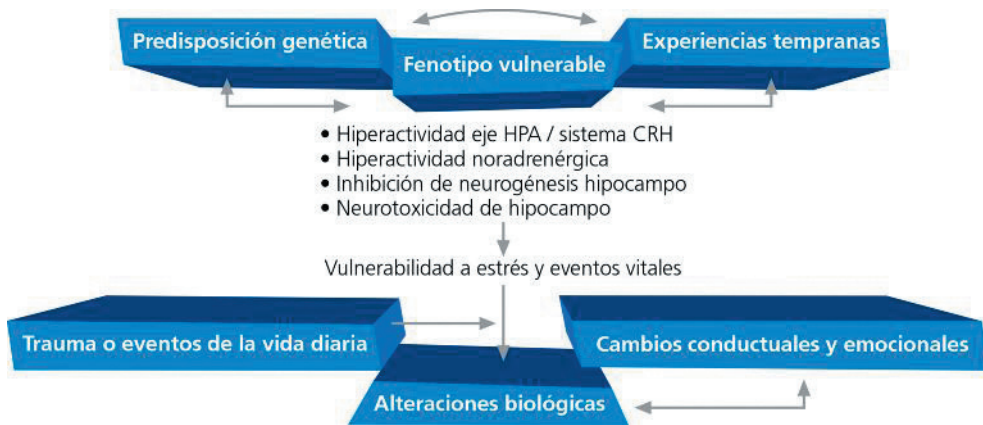 Predisposición genética
Fenotipo vulnerable
Experiencias tempranas
• Hiperactividad eje HPA / sistema CRH
• Hiperactividad noradrenérgica
• Inhibición de neurogénesis hipocampo
• Neurotoxicidad de hipocampo
Vulnerabilidad a estrés y eventos vitales
Trauma o eventos de la vida diaria
Cambios conductuales y emocionales
Alteraciones biológicas